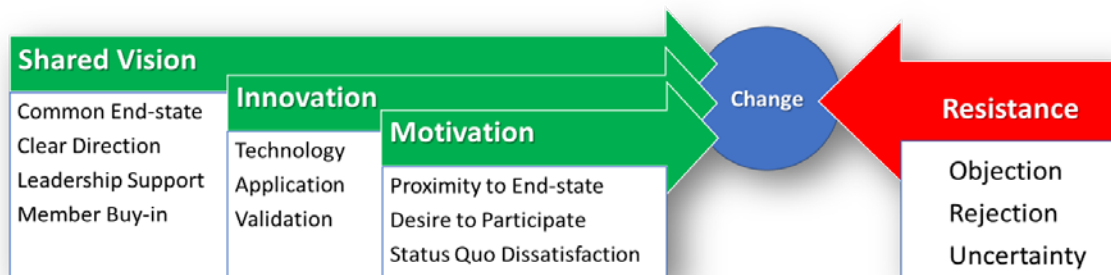 Shared Vision
Common End-state
Clear Direction
Leadership Support
Member Buy-in
Innovation
Technology
Application
Validation
Motivation
Proximity to End-state
Desire to Participate
Status Quo Dissatisfaction
Change
Resistance
Objection
Rejection
Uncertainty